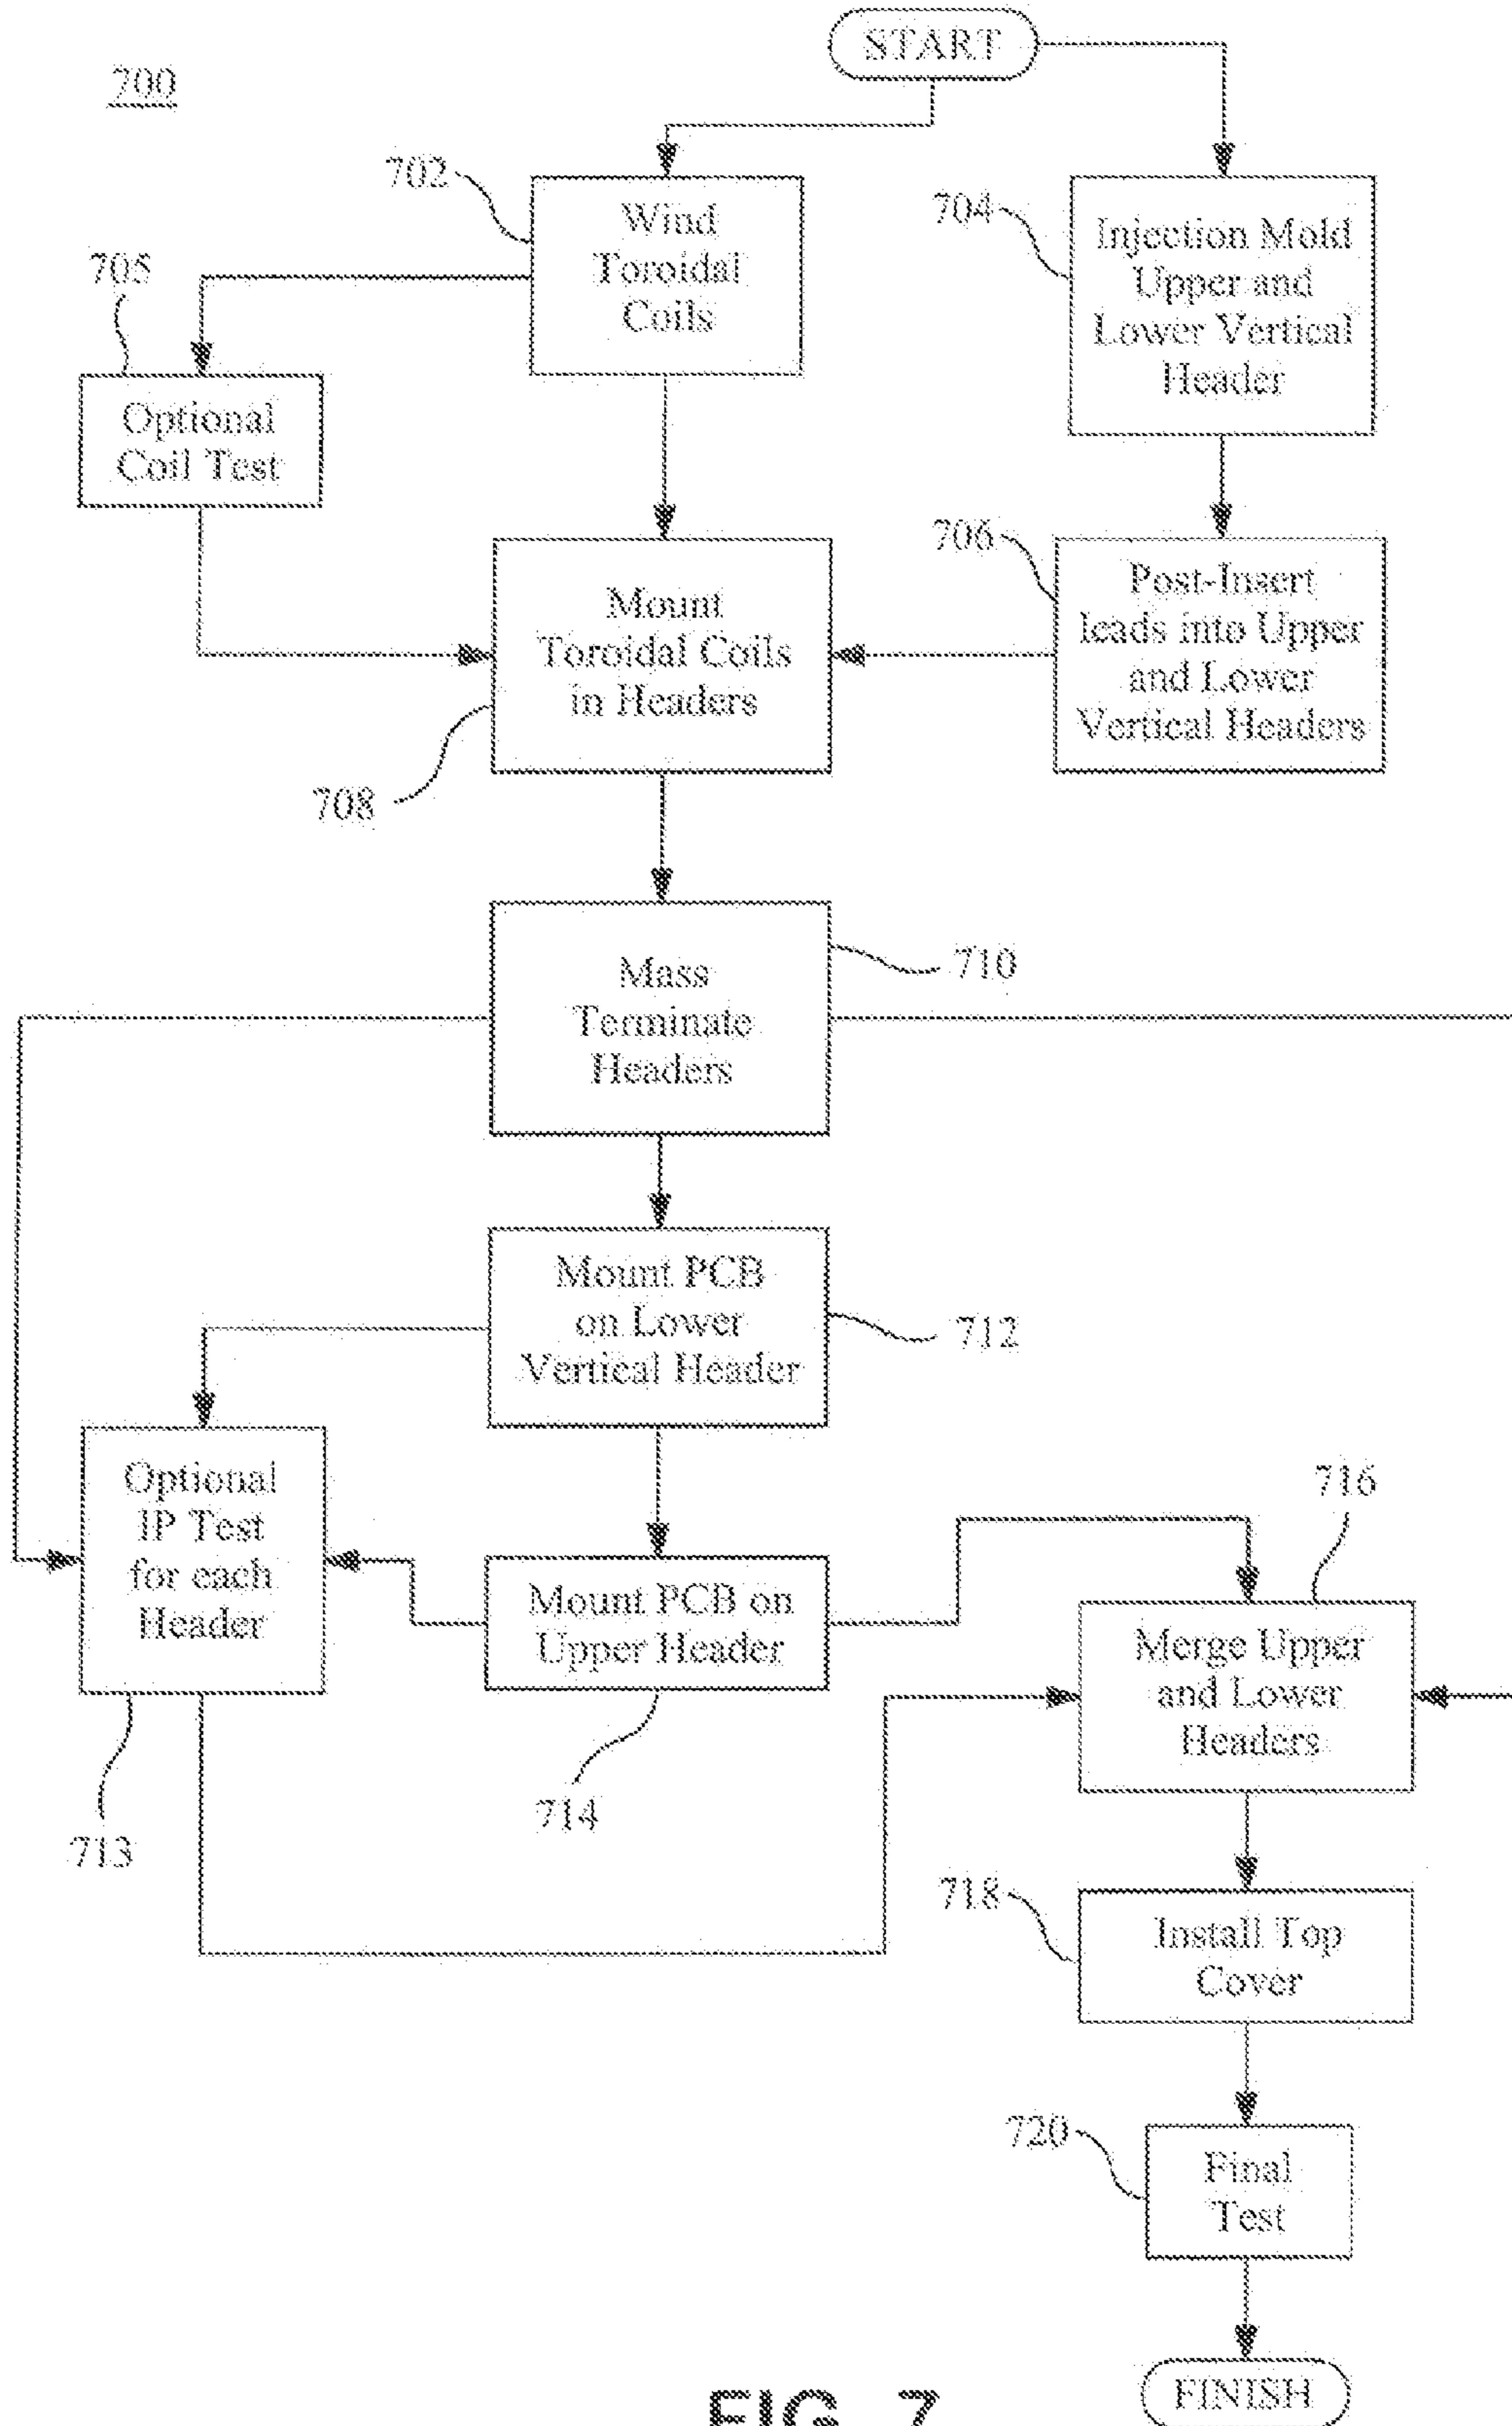 START
700
702
Wind
Toroidal
Coils
704
Injection Mold
Upper and
Lower Vertical
Header
705
Optional
Coil Test
706
Post-Insert
leads into Upper
and Lower
Vertical Headers
Mount
Toroidal Coils
in Headers
708
Mass
Terminate
Headers
710
Mount PCB
on Lower
Vertical Header
712
Optional
IP Test
for each
Header
713
Mount PCB on
Upper Header
714
716
Merge Upper
and Lower
Headers
718
Install Top
Cover
720
Final
Test
FINISH
FIG. 7